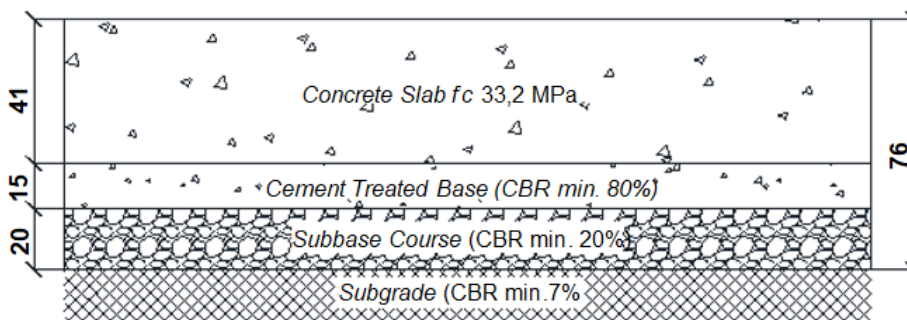 41
Concrete Slab fc 33,2 MPa
76
15
Cement Treated Base (CBR min. 80%)
20
Subbase Course (CBR min. 20%)
Subgrade (CBR min.7%